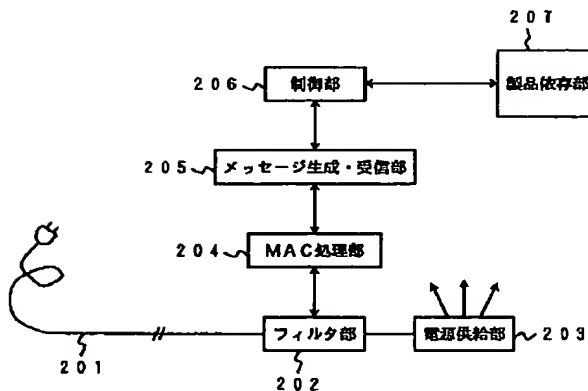 207
206
制御部
製品依存部
205
メッセージ生成・受信部
204
MAC処理部
フィルタ部
電源供給部
203
201
202